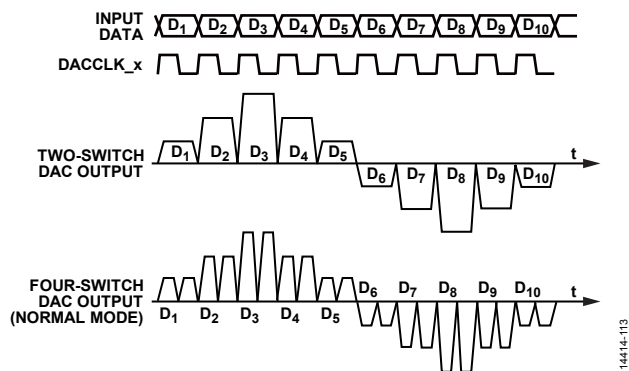 INPUT
DATA
D1 D2 D3 D4 D5 D6 D7 D8 D9 D10
DACCLK_x
TWO-SWITCH
DAC OUTPUT
D1 D2 D3 D4 D5
t
D6 D7 D8 D9 D10
FOUR-SWITCH
DAC OUTPUT
(NORMAL MODE)
D6 D7 D8 D9 D10
t
D1 D2 D3 D4 D5
14414-113